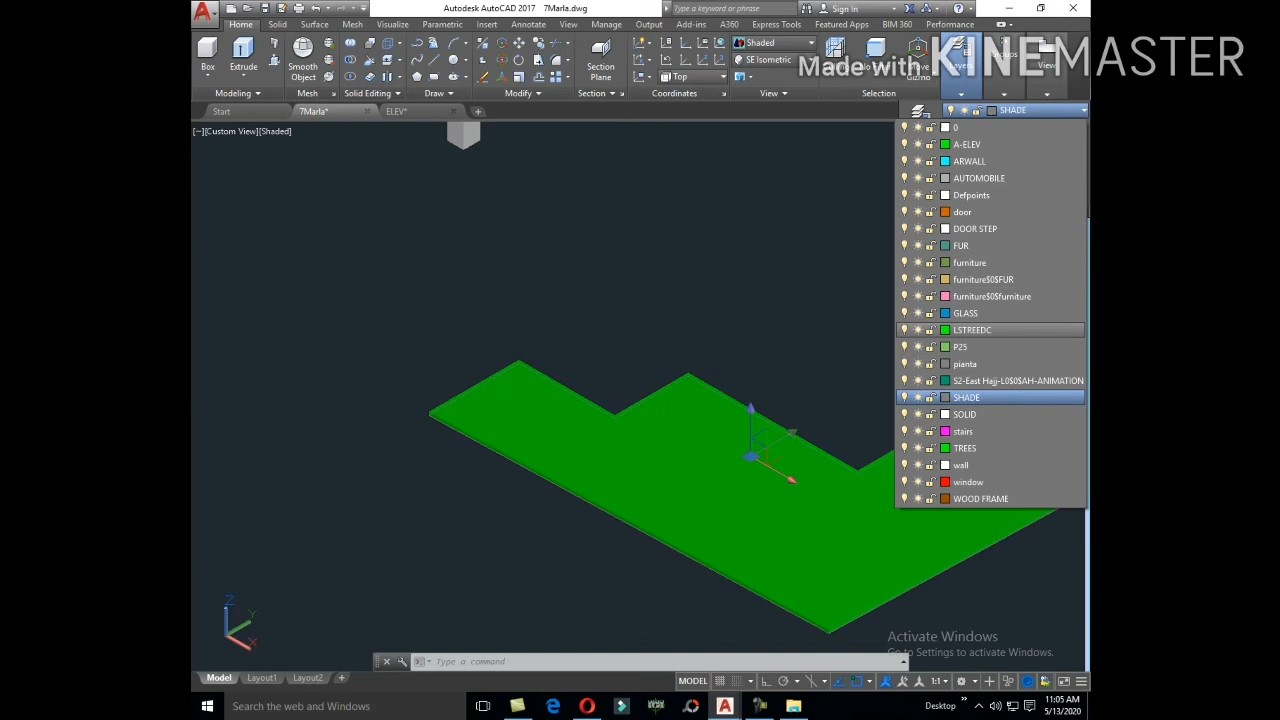 Autodesk AutoCAD 2017 7Marla.dwg
Type a keyword or phrase
Sign In
Home Solid Surface Mesh Visualize Parametric Insert Annotate View Manage Output Add-ins A360 Express Tools Featured Apps BIM 360 Performance
Box
Extrude
Smooth
Object
Section
Plane
Shaded
SE Isometric
Top
Made with KINEMASTER
Modeling Mesh Solid Editing Draw Modify Section Coordinates View Selection
Start 7Marla* ELEV*
SHADE
[−][Custom View][Shaded]
0
A-ELEV
ARWALL
AUTOMOBILE
Defpoints
door
DOOR STEP
FUR
furniture
furniture$0$FUR
furniture$0$furniture
GLASS
LSTREEDC
P25
pianta
S2-East Hajj-L0$0$AH-ANIMATION
SHADE
SOLID
stairs
TREES
wall
window
WOOD FRAME
Z
Y
X
Activate Windows
Go to Settings to activate Windows.
Type a command
Model Layout1 Layout2
MODEL
1:1
Search the web and Windows
Desktop
11:05 AM
5/13/2020